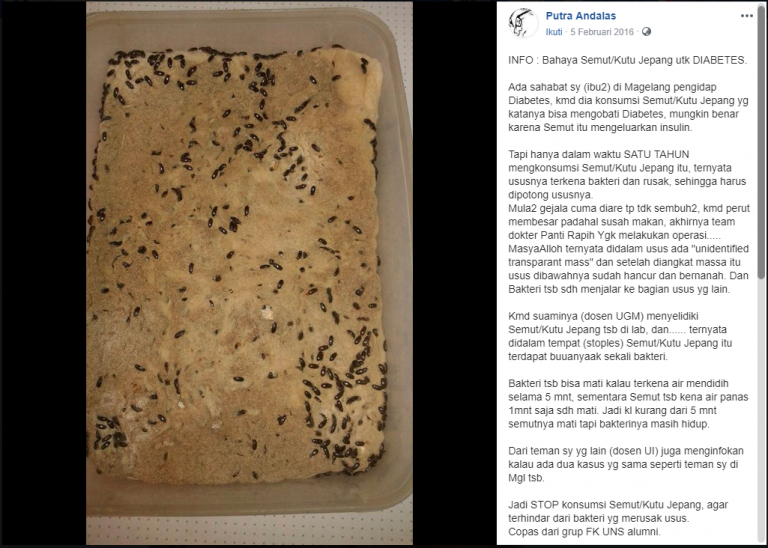 Putra Andalas
Ikuti · 5 Februari 2016 ·
INFO : Bahaya Semut/Kutu Jepang utk DIABETES.
Ada sahabat sy (ibu2) di Magelang pengidap
Diabetes, kmd dia konsumsi Semut/Kutu Jepang yg
katanya bisa mengobati Diabetes, mungkin benar
karena Semut itu mengeluarkan insulin.
Tapi hanya dalam waktu SATU TAHUN
mengkonsumsi Semut/Kutu Jepang itu, ternyata
ususnya terkena bakteri dan rusak, sehingga harus
dipotong ususnya.
Mula2 gejala cuma diare tp tdk sembuh2, kmd perut
membesar padahal susah makan, akhirnya team
dokter Panti Rapih Ygk melakukan operasi.....
MasyaAlloh ternyata didalam usus ada "unidentified
transparant mass" dan setelah diangkat massa itu
usus dibawahnya sudah hancur dan bernanah. Dan
Bakteri tsb sdh menjalar ke bagian usus yg lain.
Kmd suaminya (dosen UGM) menyelidiki
Semut/Kutu Jepang tsb di lab, dan...... ternyata
didalam tempat (stoples) Semut/Kutu Jepang itu
terdapat buuanyaak sekali bakteri.
Bakteri tsb bisa mati kalau terkena air mendidih
selama 5 mnt, sementara Semut tsb kena air panas
1mnt saja sdh mati. Jadi kl kurang dari 5 mnt
semutnya mati tapi bakterinya masih hidup.
Dari teman sy yg lain (dosen UI) juga menginfokan
kalau ada dua kasus yg sama seperti teman sy di
Mgl tsb.
Jadi STOP konsumsi Semut/Kutu Jepang, agar
terhindar dari bakteri yg merusak usus.
Copas dari grup FK UNS alumni.